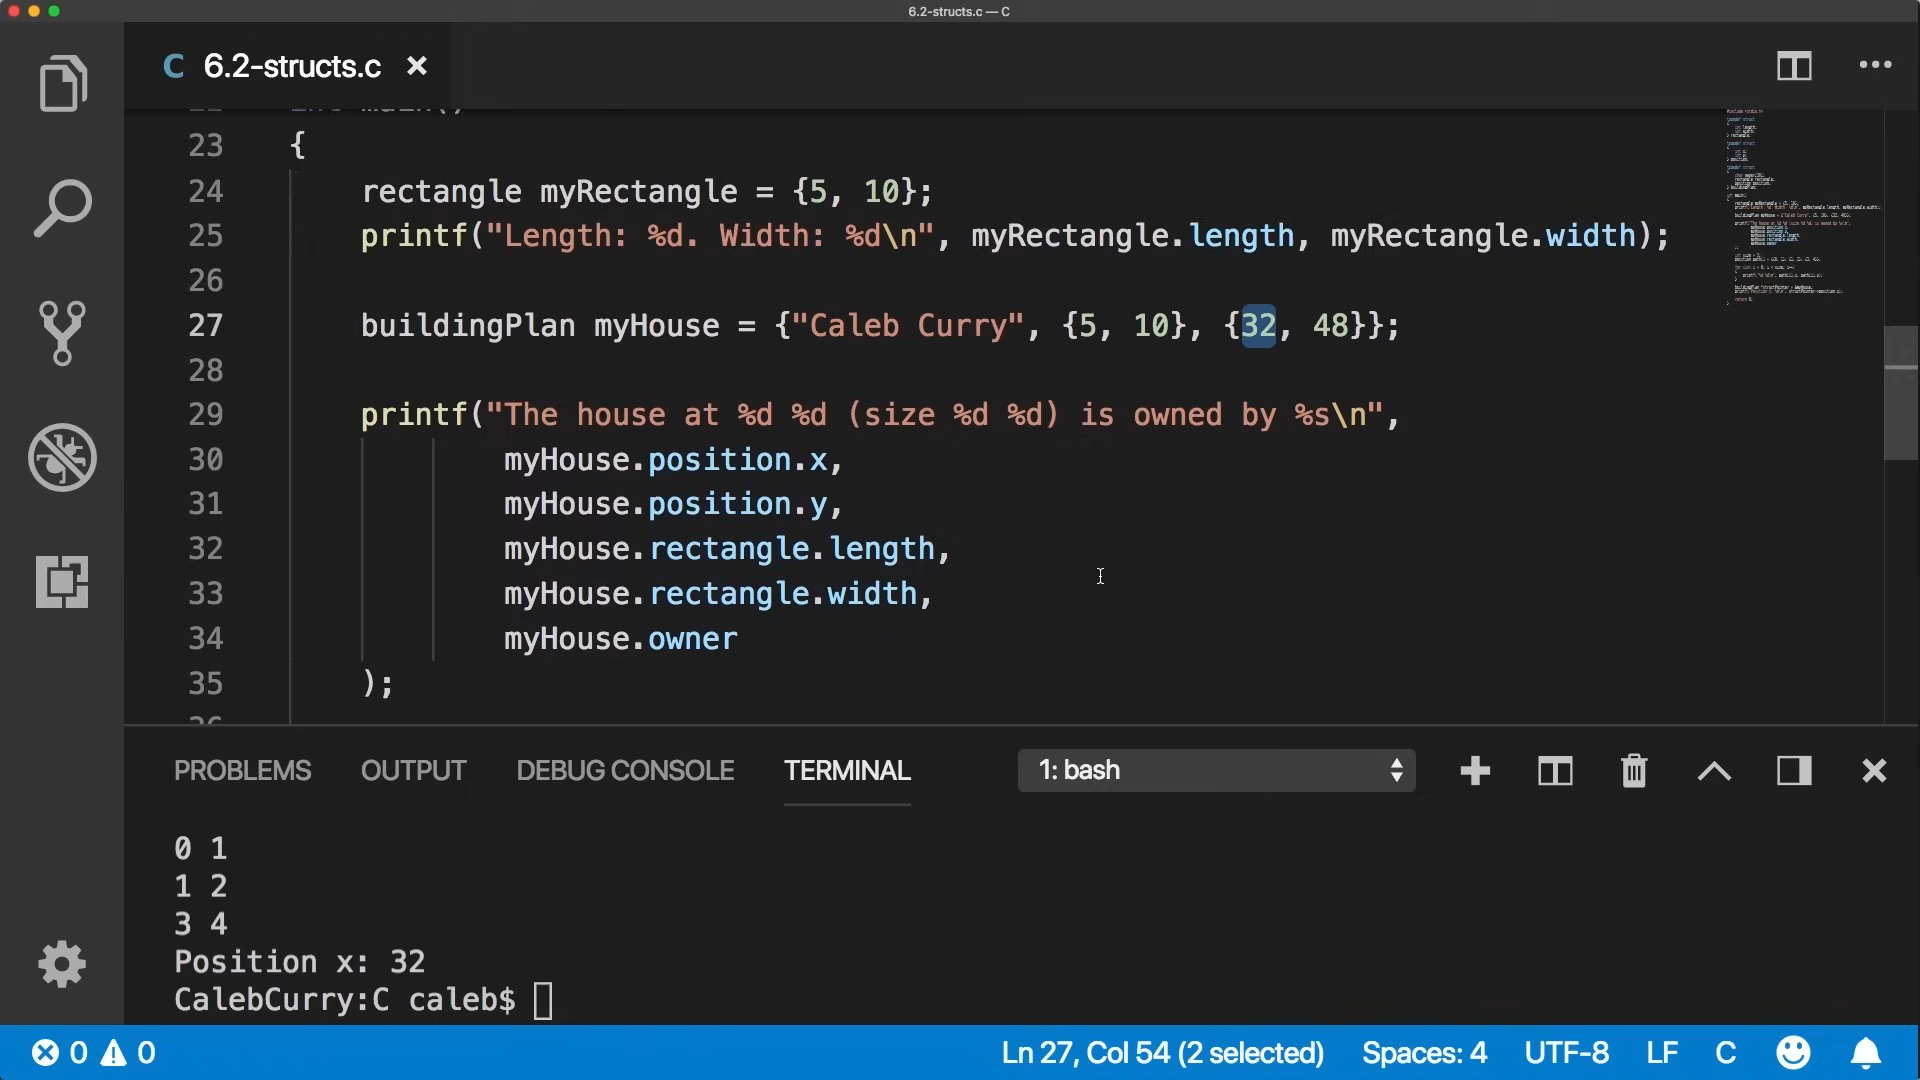 6.2-structs.c — C
C 6.2-structs.c
23 {
24 rectangle myRectangle = {5, 10};
25 printf("Length: %d. Width: %d\n", myRectangle.length, myRectangle.width);
26
27 buildingPlan myHouse = {"Caleb Curry", {5, 10}, {32, 48}};
28
29 printf("The house at %d %d (size %d %d) is owned by %s\n",
30 myHouse.position.x,
31 myHouse.position.y,
32 myHouse.rectangle.length,
33 myHouse.rectangle.width,
34 myHouse.owner
35 );
PROBLEMS OUTPUT DEBUG CONSOLE TERMINAL 1: bash
0 1
1 2
3 4
Position x: 32
CalebCurry:C caleb$
0 0 Ln 27, Col 54 (2 selected) Spaces: 4 UTF-8 LF C